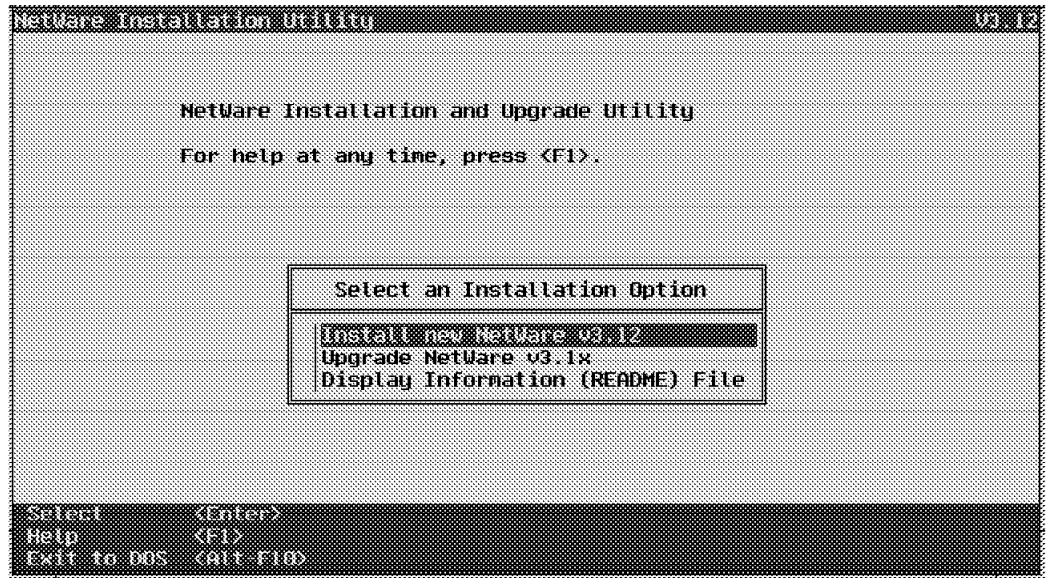 NetWare Installation Utility V3.12
NetWare Installation and Upgrade Utility
For help at any time, press <F1>.
Select an Installation Option
Install new NetWare v3.12
Upgrade NetWare v3.1x
Display Information (README) File
Select <Enter>
Help <F1>
Exit to DOS <Alt-F10>